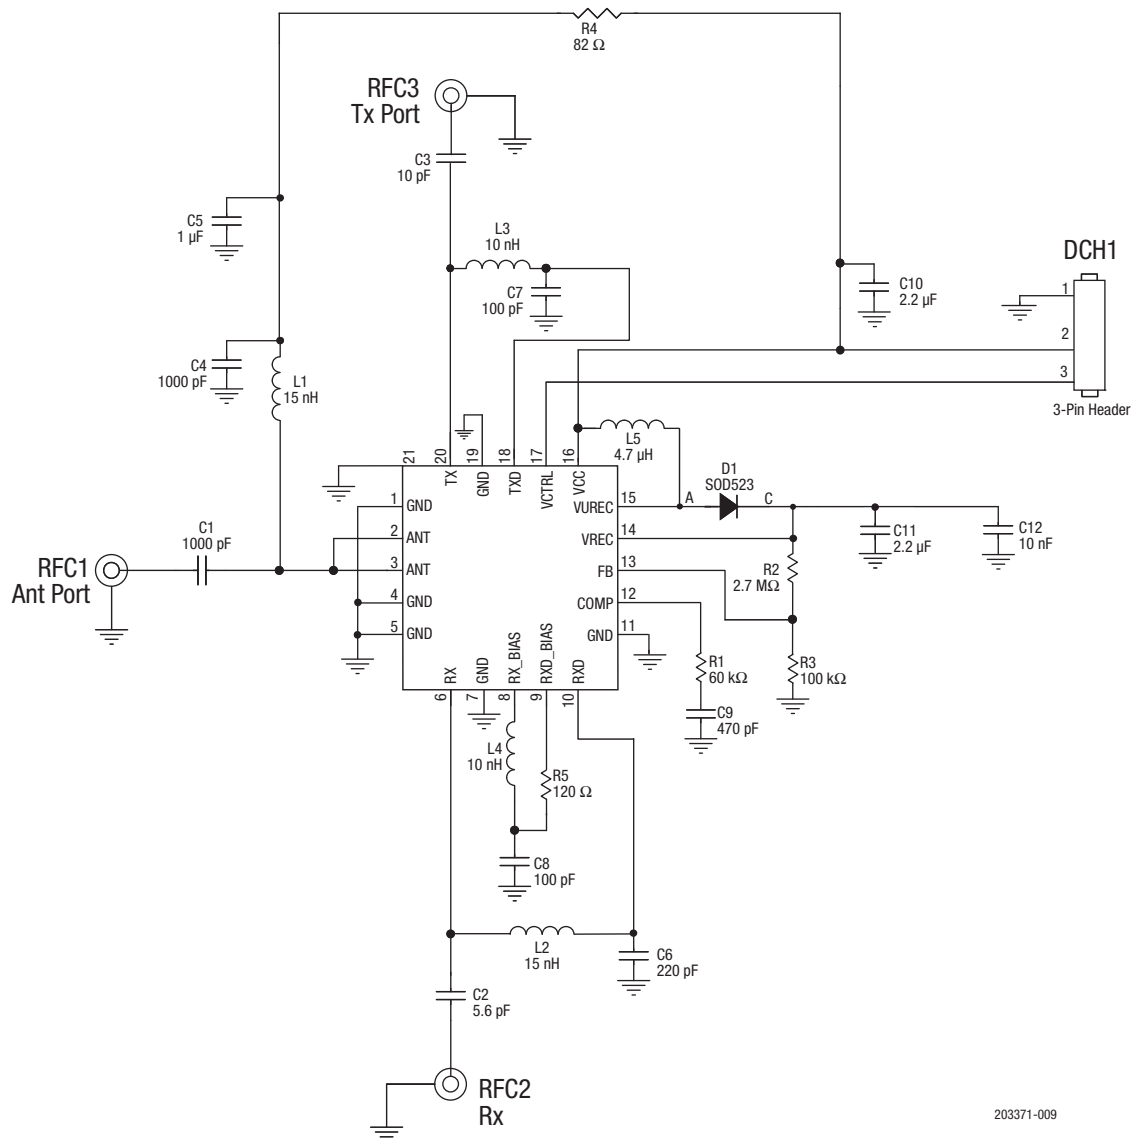 R4
82 Ω
RFC3
Tx Port
C3
10 pF
C5
1 µF
L3
10 nH
C7
100 pF
C10
2.2 µF
DCH1
1
2
3
3-Pin Header
C4
1000 pF
L1
15 nH
L5
4.7 µH
21
20
19
18
17
16
TX
GND
TXD
VCTRL
VCC
D1
SOD523
A
C
1
GND
2
ANT
3
ANT
4
GND
5
GND
VUREC
15
VREC
14
FB
13
COMP
12
GND
11
C1
1000 pF
RFC1
Ant Port
C11
2.2 µF
C12
10 nF
R2
2.7 MΩ
R3
100 kΩ
R1
60 kΩ
C9
470 pF
RX
GND
RX_BIAS
RXD_BIAS
RXD
6
7
8
9
10
L4
10 nH
R5
120 Ω
C8
100 pF
L2
15 nH
C6
220 pF
C2
5.6 pF
RFC2
Rx
203371-009